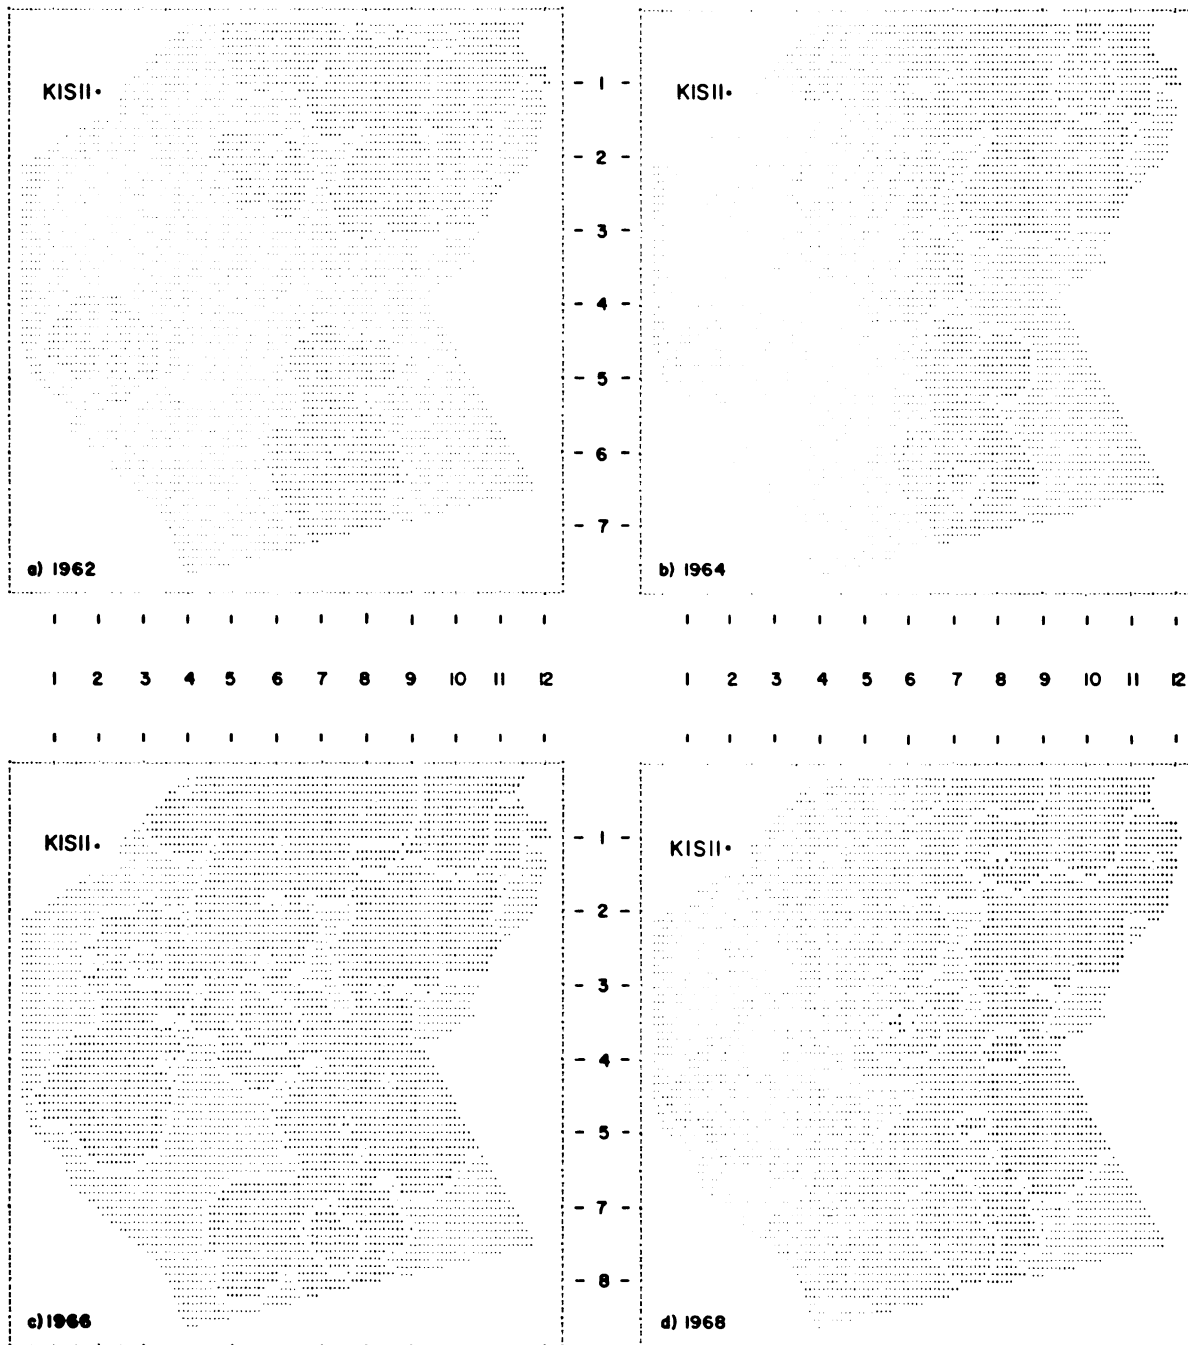 KISII.
KISII.
- 1 -
- 2 -
- 3 -
- 4 -
- 5 -
- 6 -
- 7 -
a) 1962
b) 1964
1 2 3 4 5 6 7 8 9 10 11 12
1 2 3 4 5 6 7 8 9 10 11 12
KISII.
KISII.
- 1 -
- 2 -
- 3 -
- 4 -
- 5 -
- 7 -
- 8 -
c) 1966
d) 1968